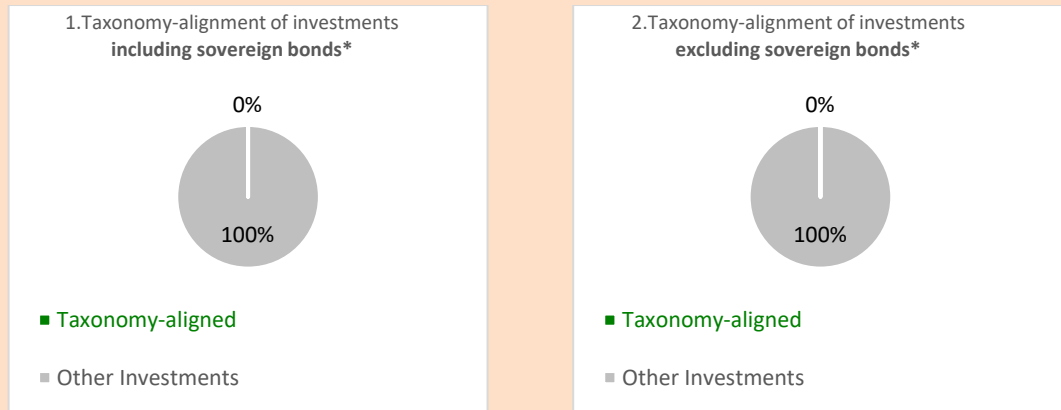 1.Taxonomy-alignment of investments
including sovereign bonds*
0%
100%
Taxonomy-aligned
Other Investments
2.Taxonomy-alignment of investments
excluding sovereign bonds*
0%
100%
Taxonomy-aligned
Other Investments